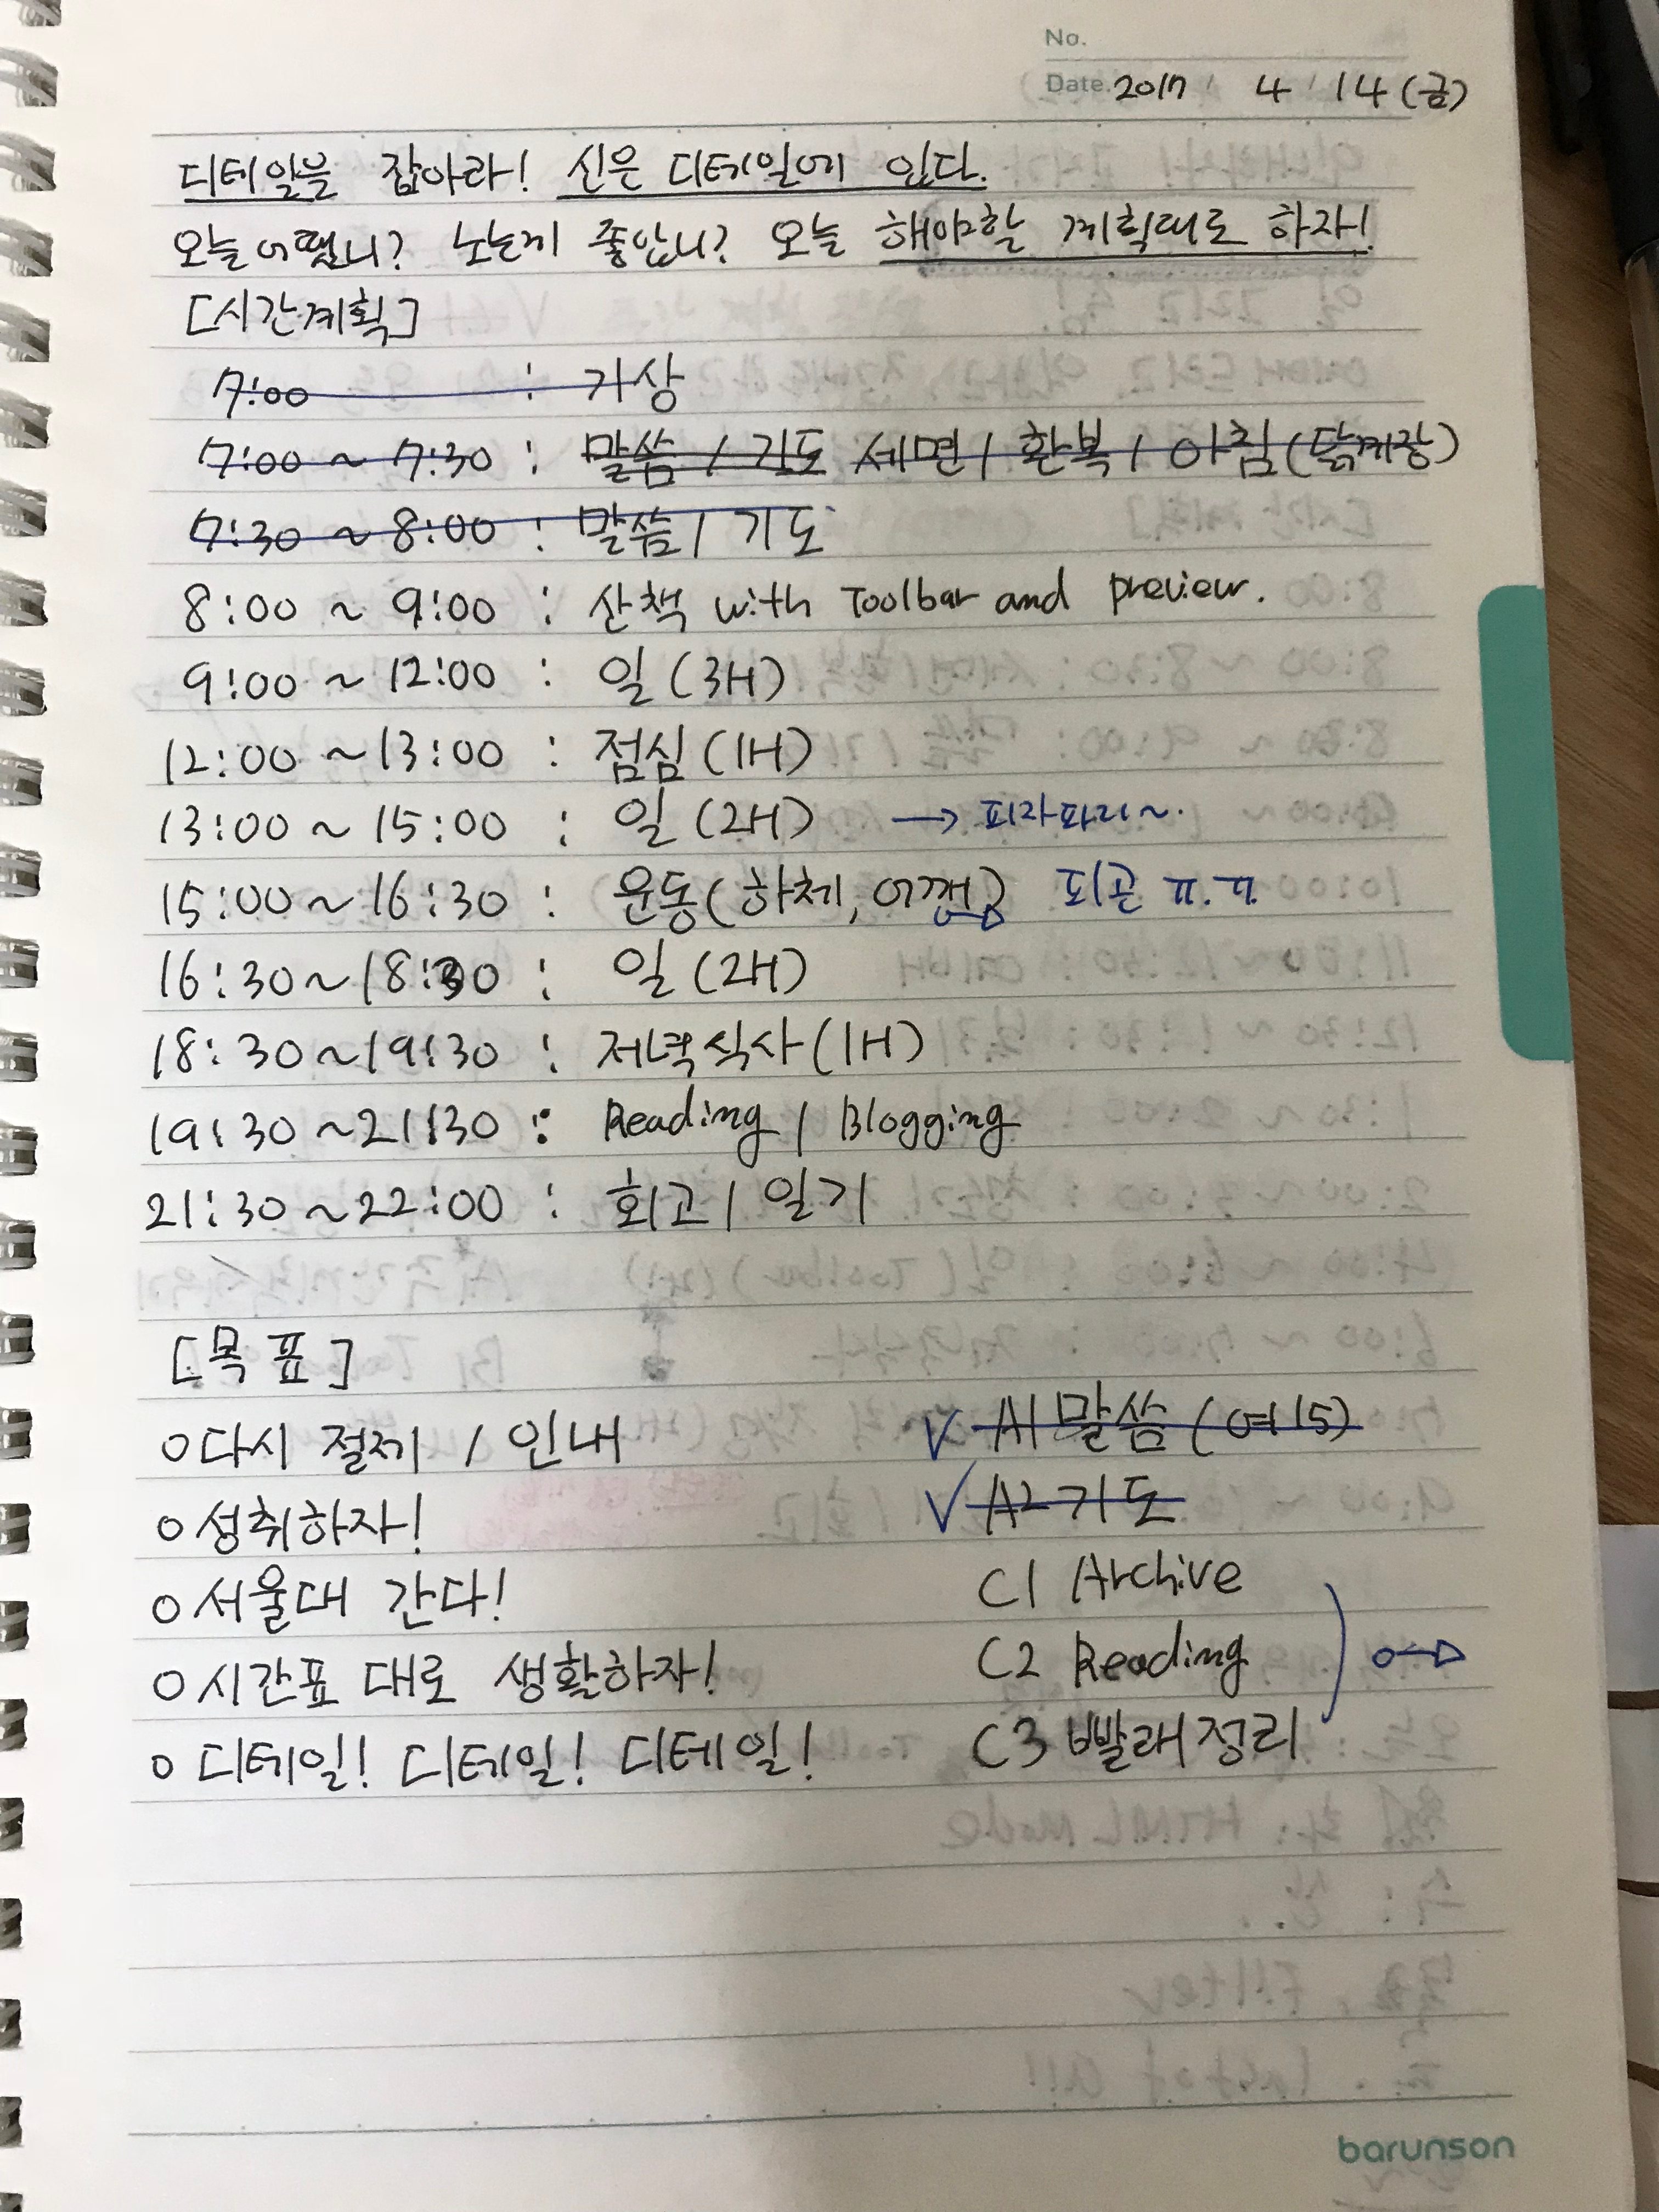 No.
Date. 2017 4 14 (금)
디테일을 잡아라! 신은 디테일에 있다.
오늘 어땠니? 노는게 좋았니? 오늘 해야할 계획대로 하자!
[시간계획]
7:00 : 기상
7:00 ~ 7:30 : 말씀 / 기도 세면 / 환복 / 아침 (닭계장)
7:30 ~ 8:00 : 말씀 / 기도
8:00 ~ 9:00 : 산책 with Toolbar and preview.
9:00 ~ 12:00 : 일 (3H)
12:00 ~ 13:00 : 점심 (1H)
13:00 ~ 15:00 : 일 (2H) → 피자파리~.
15:00 ~ 16:30 : 운동 (하체, 어깨) 피곤 ㅠ.ㅠ
16:30 ~ 18:30 : 일 (2H)
18:30 ~ 19:30 : 저녁식사 (1H)
19:30 ~ 21:30 : Reading / Blogging
21:30 ~ 22:00 : 회고 / 일기
[목표]
o 다시 절제 / 인내 √ A1 말씀 (에 15)
o 성취하자! √ A2 기도
o 서울대 간다! C1 Archive
o 시간표 대로 생활하자! C2 Reading
o 디테일! 디테일! 디테일! C3 빨래정리
barunson